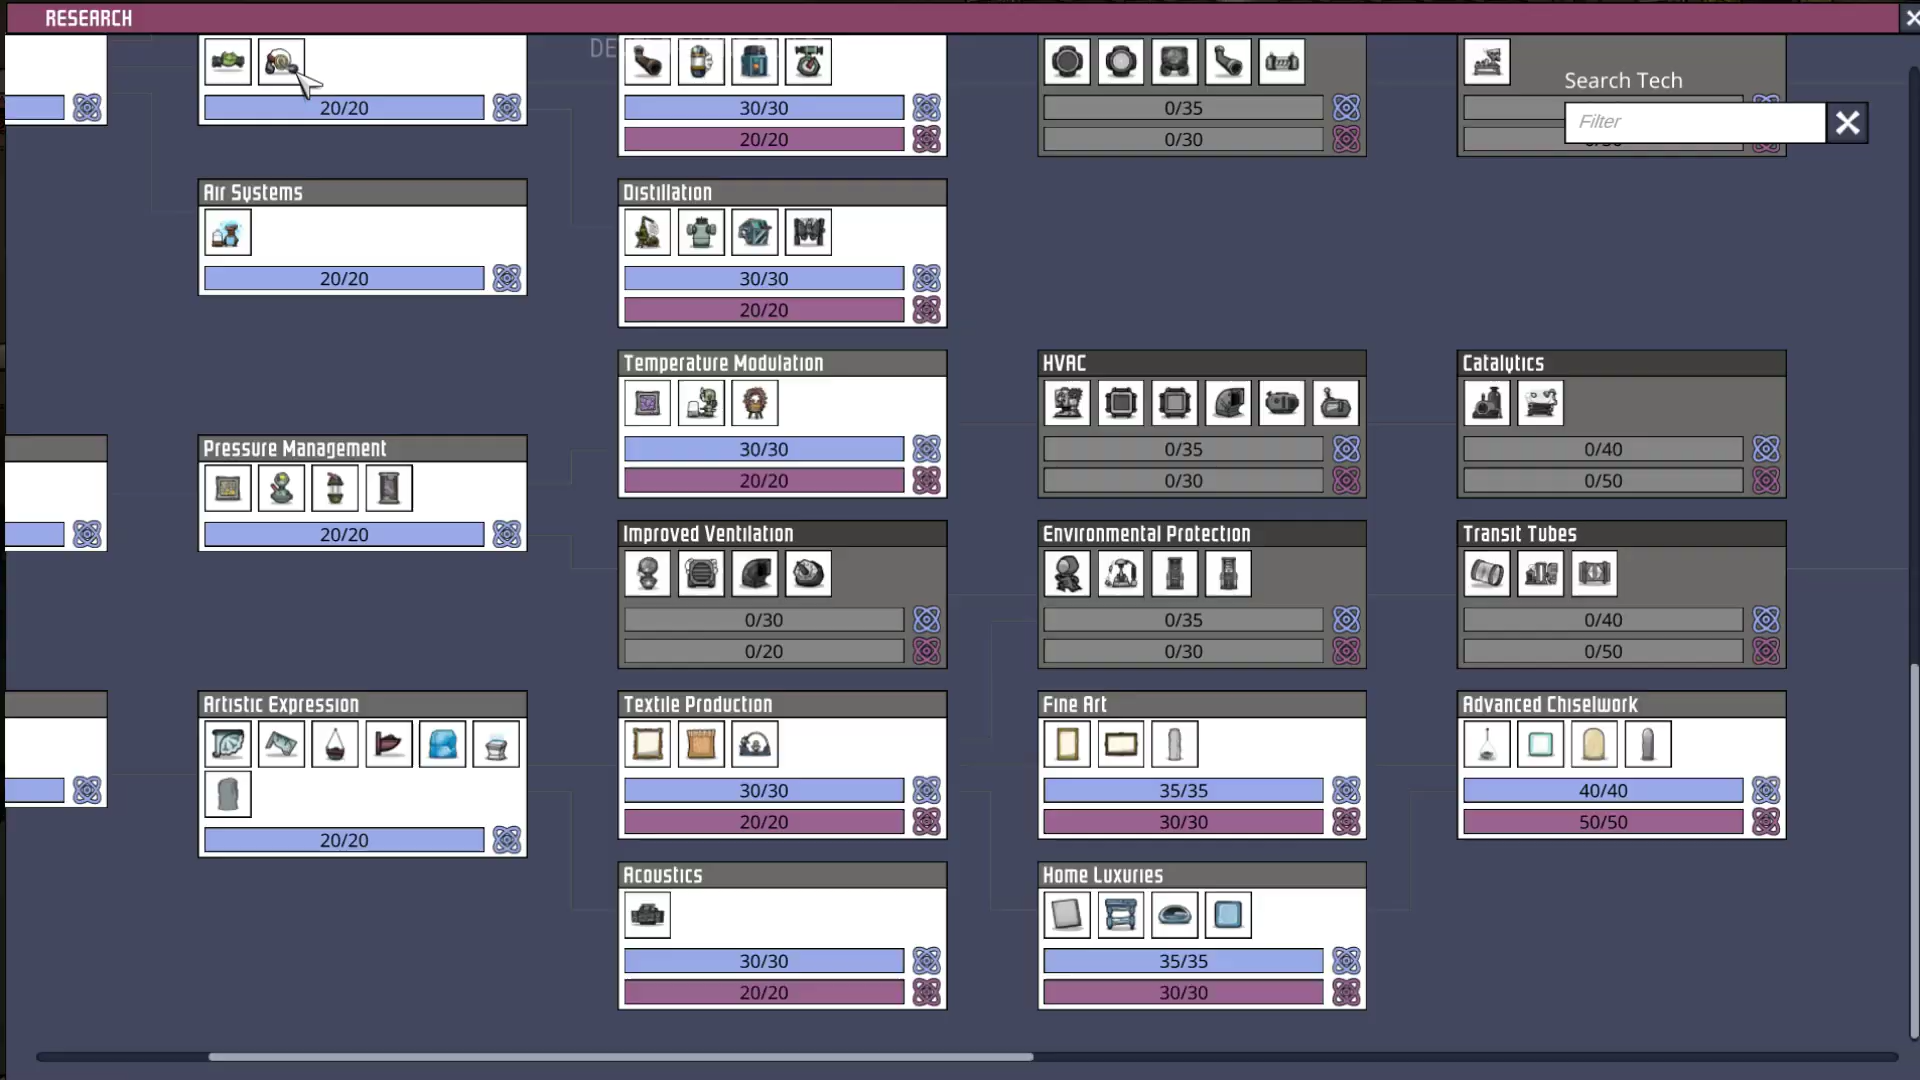 RESEARCH
DE
Search Tech
Filter
20/20
30/30
20/20
0/35
0/30
Air Systems
20/20
Distillation
30/30
20/20
Temperature Modulation
30/30
20/20
HVAC
0/35
0/30
Catalytics
0/40
0/50
Pressure Management
20/20
Improved Ventilation
0/30
0/20
Environmental Protection
0/35
0/30
Transit Tubes
0/40
0/50
Artistic Expression
20/20
Textile Production
30/30
20/20
Fine Art
35/35
30/30
Advanced Chiselwork
40/40
50/50
Acoustics
30/30
20/20
Home Luxuries
35/35
30/30